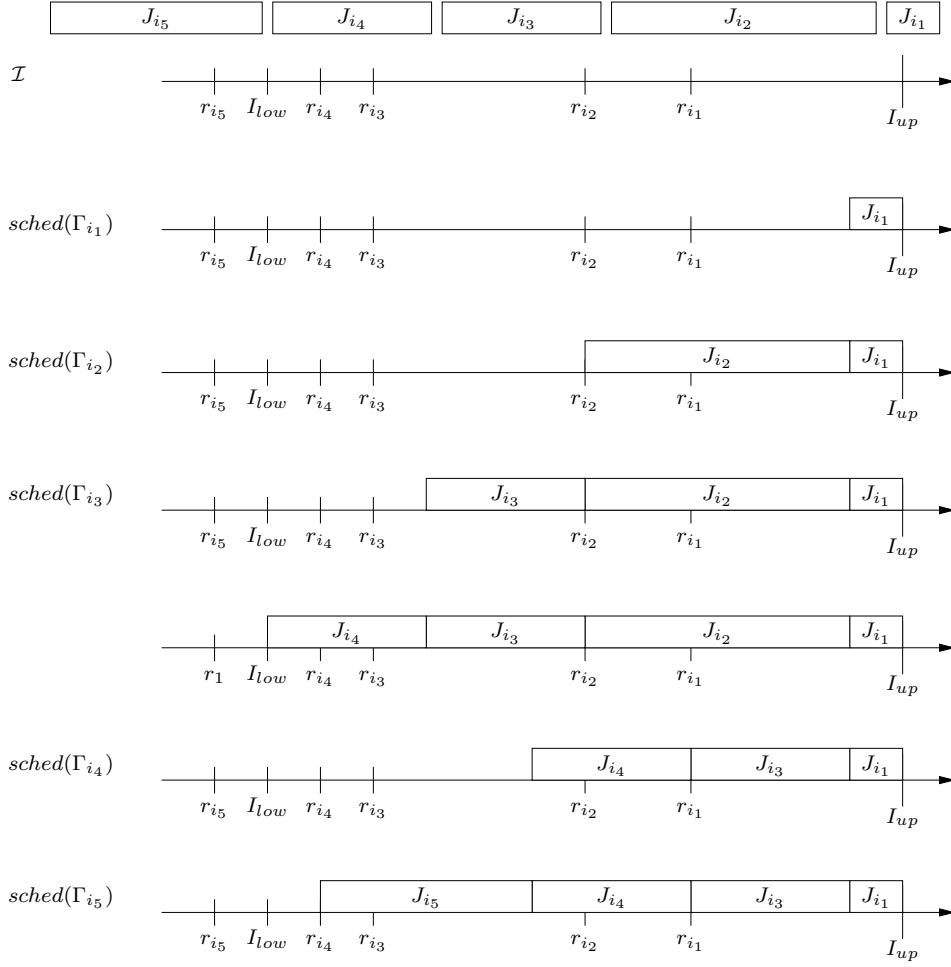 J_{i_5} J_{i_4} J_{i_3} J_{i_2} J_{i_1}
\mathcal{I}
r_{i_5} I_{low} r_{i_4} r_{i_3} r_{i_2} r_{i_1} I_{up}
J_{i_1}
sched(Γ_{i_1})
r_{i_5} I_{low} r_{i_4} r_{i_3} r_{i_2} r_{i_1} I_{up}
J_{i_2} J_{i_1}
sched(Γ_{i_2})
r_{i_5} I_{low} r_{i_4} r_{i_3} r_{i_2} r_{i_1} I_{up}
sched(Γ_{i_3}) J_{i_3} J_{i_2} J_{i_1}
r_{i_5} I_{low} r_{i_4} r_{i_3} r_{i_2} r_{i_1} I_{up}
J_{i_4} J_{i_3} J_{i_2} J_{i_1}
r_1 I_{low} r_{i_4} r_{i_3} r_{i_2} r_{i_1} I_{up}
sched(Γ_{i_4}) J_{i_4} J_{i_3} J_{i_1}
r_{i_5} I_{low} r_{i_4} r_{i_3} r_{i_2} r_{i_1} I_{up}
sched(Γ_{i_5}) J_{i_5} J_{i_4} J_{i_3} J_{i_1}
r_{i_5} I_{low} r_{i_4} r_{i_3} r_{i_2} r_{i_1} I_{up}